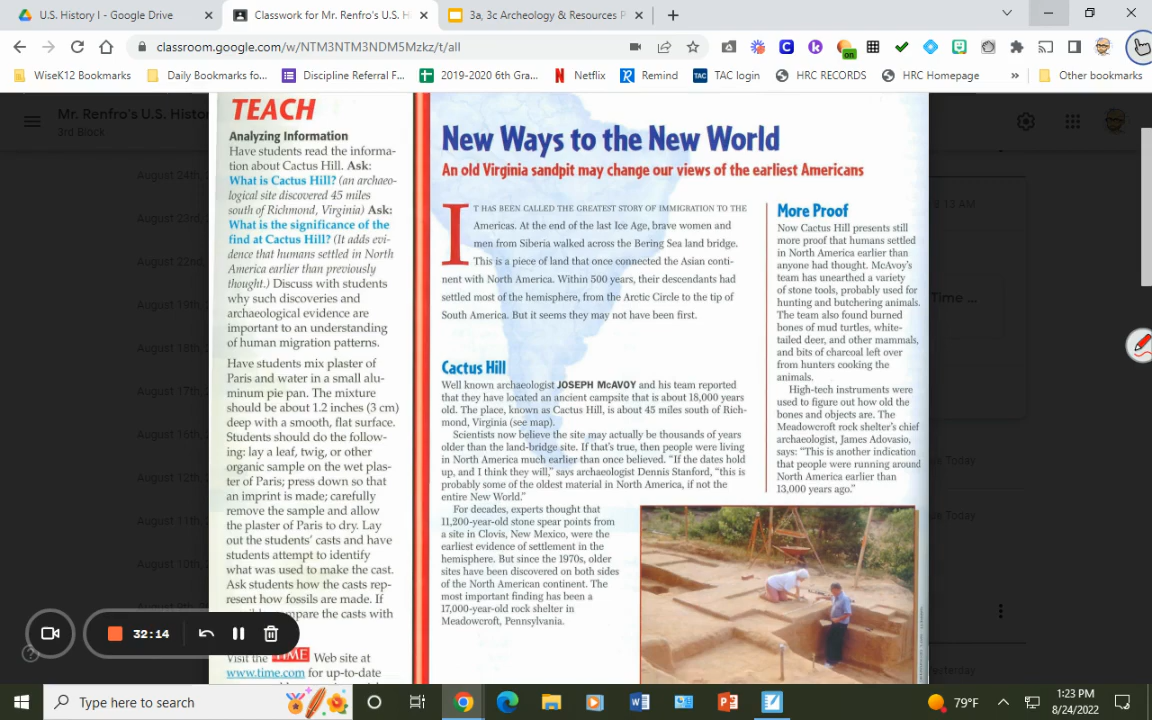 U.S. History I - Google Drive
Classwork for Mr. Renfro's U.S. H
3a, 3c Archeology & Resources P
classroom.google.com/w/NTM3NTM3NDM5Mzkz/t/all
on
WiseK12 Bookmarks
Daily Bookmarks fo...
Discipline Referral F...
2019-2020 6th Gra...
Netflix
Remind
TAC
TAC login
HRC RECORDS
HRC Homepage
Other bookmarks
Mr. Renfro's U.S. Histor
3rd Block
August 24th,
August 23rd,
August 22nd,
August 19th,
August 17th,
August 16th,
August 12th,
August 11th,
August 10th,
TEACH
Analyzing Information
Have students read the informa-
tion about Cactus Hill. Ask:
What is Cactus Hill? (an archaeo-
logical site discovered 45 miles
south of Richmond, Virginia) Ask:
What is the significance of the
find at Cactus Hill? (It adds evi-
dence that humans settled in North
America earlier than previously
thought.) Discuss with students
why such discoveries and
archaeological evidence are
important to an understanding
of human migration patterns.
Have students mix plaster of
Paris and water in a small alu-
minum pie pan. The mixture
should be about 1.2 inches (3 cm)
deep with a smooth, flat surface.
Students should do the follow-
ing: lay a leaf, twig, or other
organic sample on the wet plas-
ter of Paris; press down so that
an imprint is made; carefully
remove the sample and allow
the plaster of Paris to dry. Lay
out the students' casts and have
students attempt to identify
what was used to make the cast.
Ask students how the casts rep-
resent how fossils are made. If
compare the casts with
Visit the TIME Web site at
www.time.com for up-to-date
New Ways to the New World
An old Virginia sandpit may change our views of the earliest Americans
IT HAS BEEN CALLED THE GREATEST STORY OF IMMIGRATION TO THE
Americas. At the end of the last Ice Age, brave women and
men from Siberia walked across the Bering Sea land bridge.
This is a piece of land that once connected the Asian conti-
nent with North America. Within 500 years, their descendants had
settled most of the hemisphere, from the Arctic Circle to the tip of
South America. But it seems they may not have been first.
Cactus Hill
Well known archaeologist JOSEPH McAVOY and his team reported
that they have located an ancient campsite that is about 18,000 years
old. The place, known as Cactus Hill, is about 45 miles south of Rich-
mond, Virginia (see map).
Scientists now believe the site may actually be thousands of years
older than the land-bridge site. If that's true, then people were living
in North America much earlier than once believed. "If the dates hold
up, and I think they will," says archaeologist Dennis Stanford, "this is
probably some of the oldest material in North America, if not the
entire New World."
For decades, experts thought that
11,200-year-old stone spear points from
a site in Clovis, New Mexico, were the
earliest evidence of settlement in the
hemisphere. But since the 1970s, older
sites have been discovered on both sides
of the North American continent. The
most important finding has been a
17,000-year-old rock shelter in
Meadowcroft, Pennsylvania.
More Proof
Now Cactus Hill presents still
more proof that humans settled
in North America earlier than
anyone had thought. McAvoy's
team has unearthed a variety
of stone tools, probably used for
hunting and butchering animals.
The team also found burned
bones of mud turtles, white-
tailed deer, and other mammals,
and bits of charcoal left over
from hunters cooking the
animals.
High-tech instruments were
used to figure out how old the
bones and objects are. The
Meadowcroft rock shelter's chief
archaeologist, James Adovasio,
says: "This is another indication
that people were running around
North America earlier than
13,000 years ago."
9:12 AM
Time ...
ue Today
ue Today
Yesterday
32:14
Type here to search
79°F
1:23 PM
8/24/2022